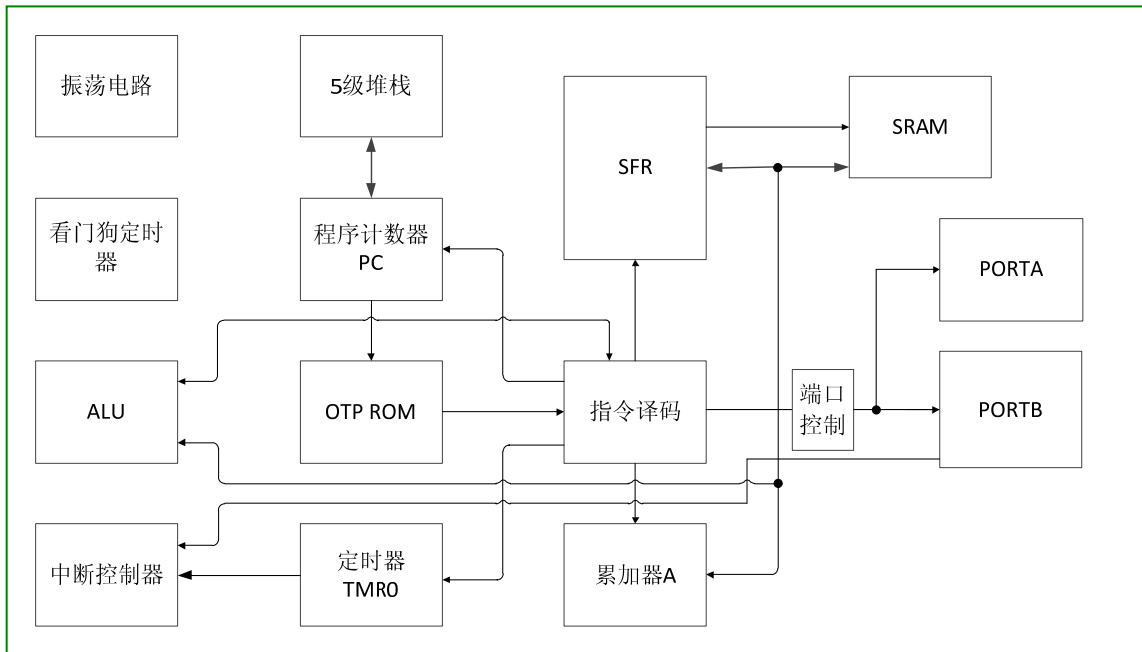 振荡电路
5级堆栈
SFR
SRAM
看门狗定时
器
程序计数器
PC
PORTA
ALU
OTP ROM
指令译码
端口
控制
PORTB
中断控制器
定时器
TMR0
累加器A